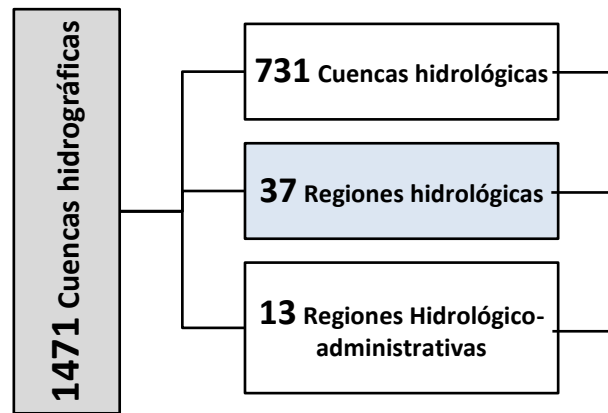 1471 Cuencas hidrográficas
731 Cuencas hidrológicas
37 Regiones hidrológicas
13 Regiones Hidrológico-
administrativas